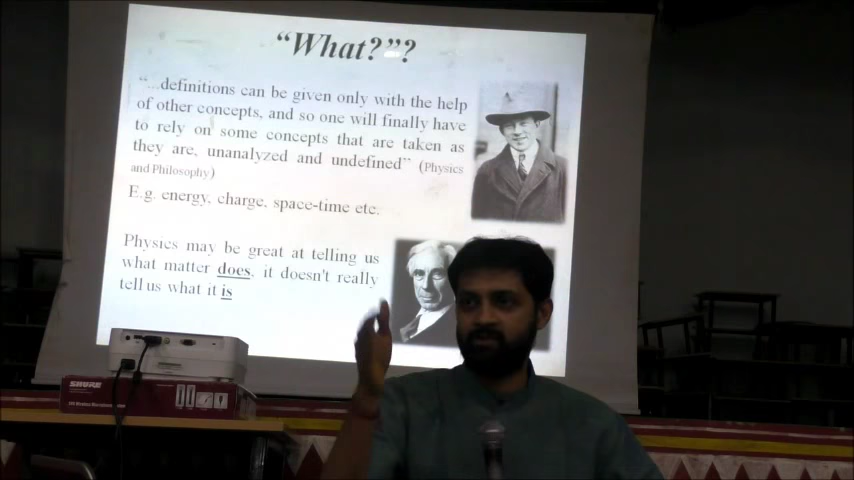 “What?”?
“...definitions can be given only with the help
of other concepts, and so one will finally have
to rely on some concepts that are taken as
they are, unanalyzed and undefined” (Physics
and Philosophy)
E.g. energy, charge, space-time etc.
Physics may be great at telling us
what matter does, it doesn't really
tell us what it is
SHURE